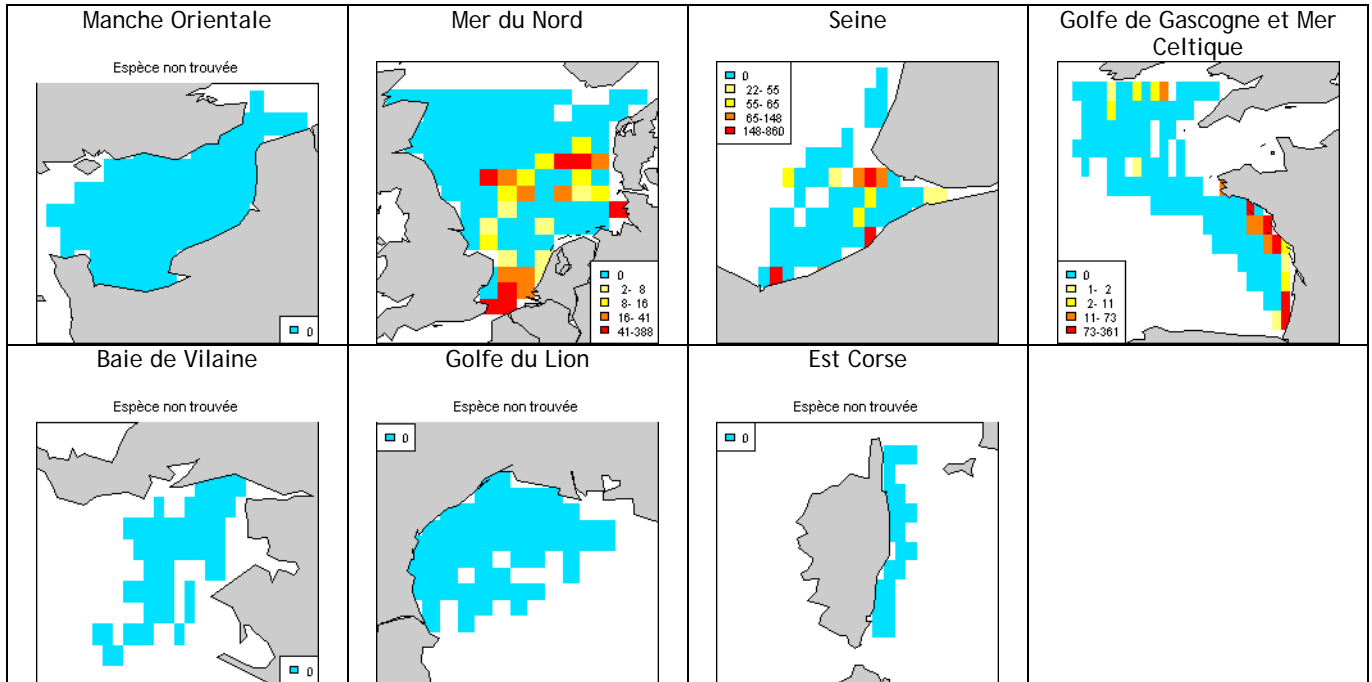 Manche Orientale
Espèce non trouvée
0
Mer du Nord
0
2- 8
8- 16
16- 41
41-388
Seine
0
22- 55
55- 65
65-148
148-860
Golfe de Gascogne et Mer
Celtique
0
1- 2
2- 11
11- 73
73-361
Baie de Vilaine
Espèce non trouvée
0
Golfe du Lion
Espèce non trouvée
0
Est Corse
Espèce non trouvée
0